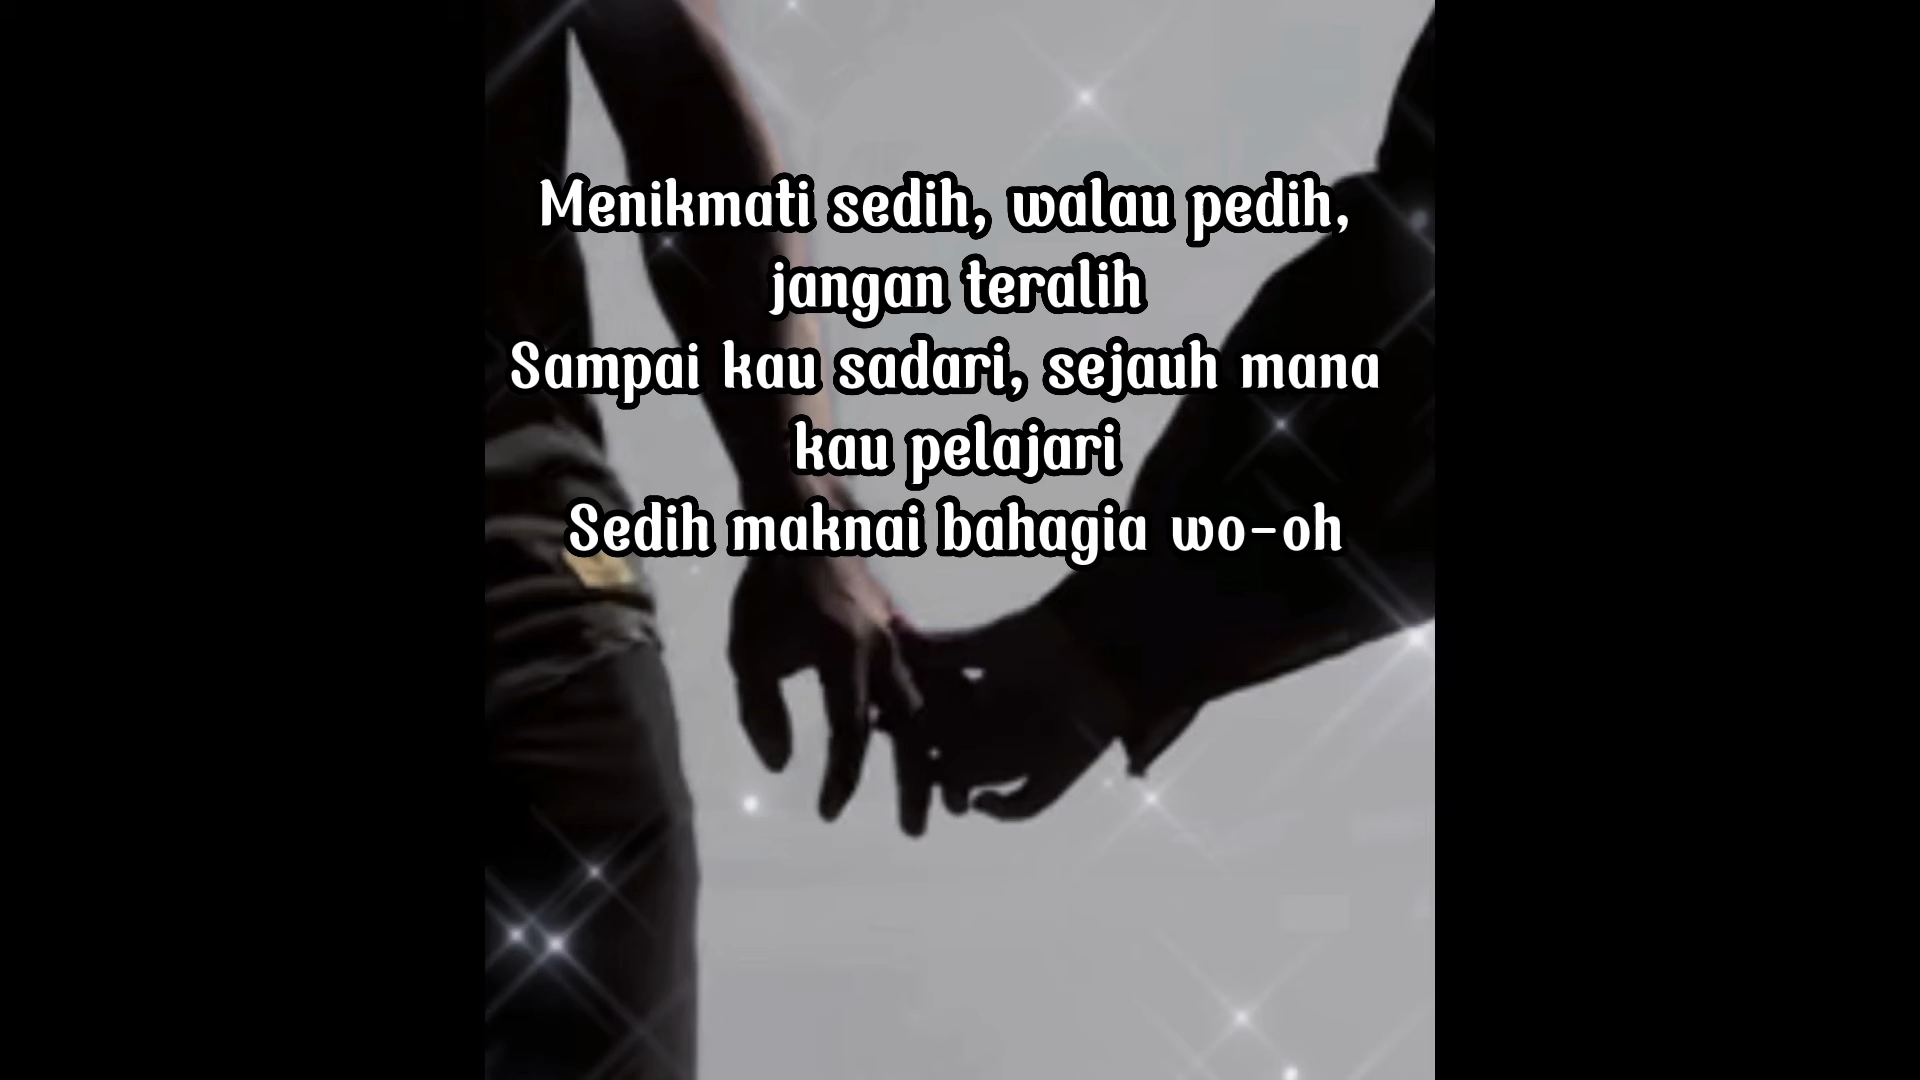 Menikmati sedih, walau pedih,
jangan teralih
Sampai kau sadari, sejauh mana
kau pelajari
Sedih maknai bahagia wo-oh